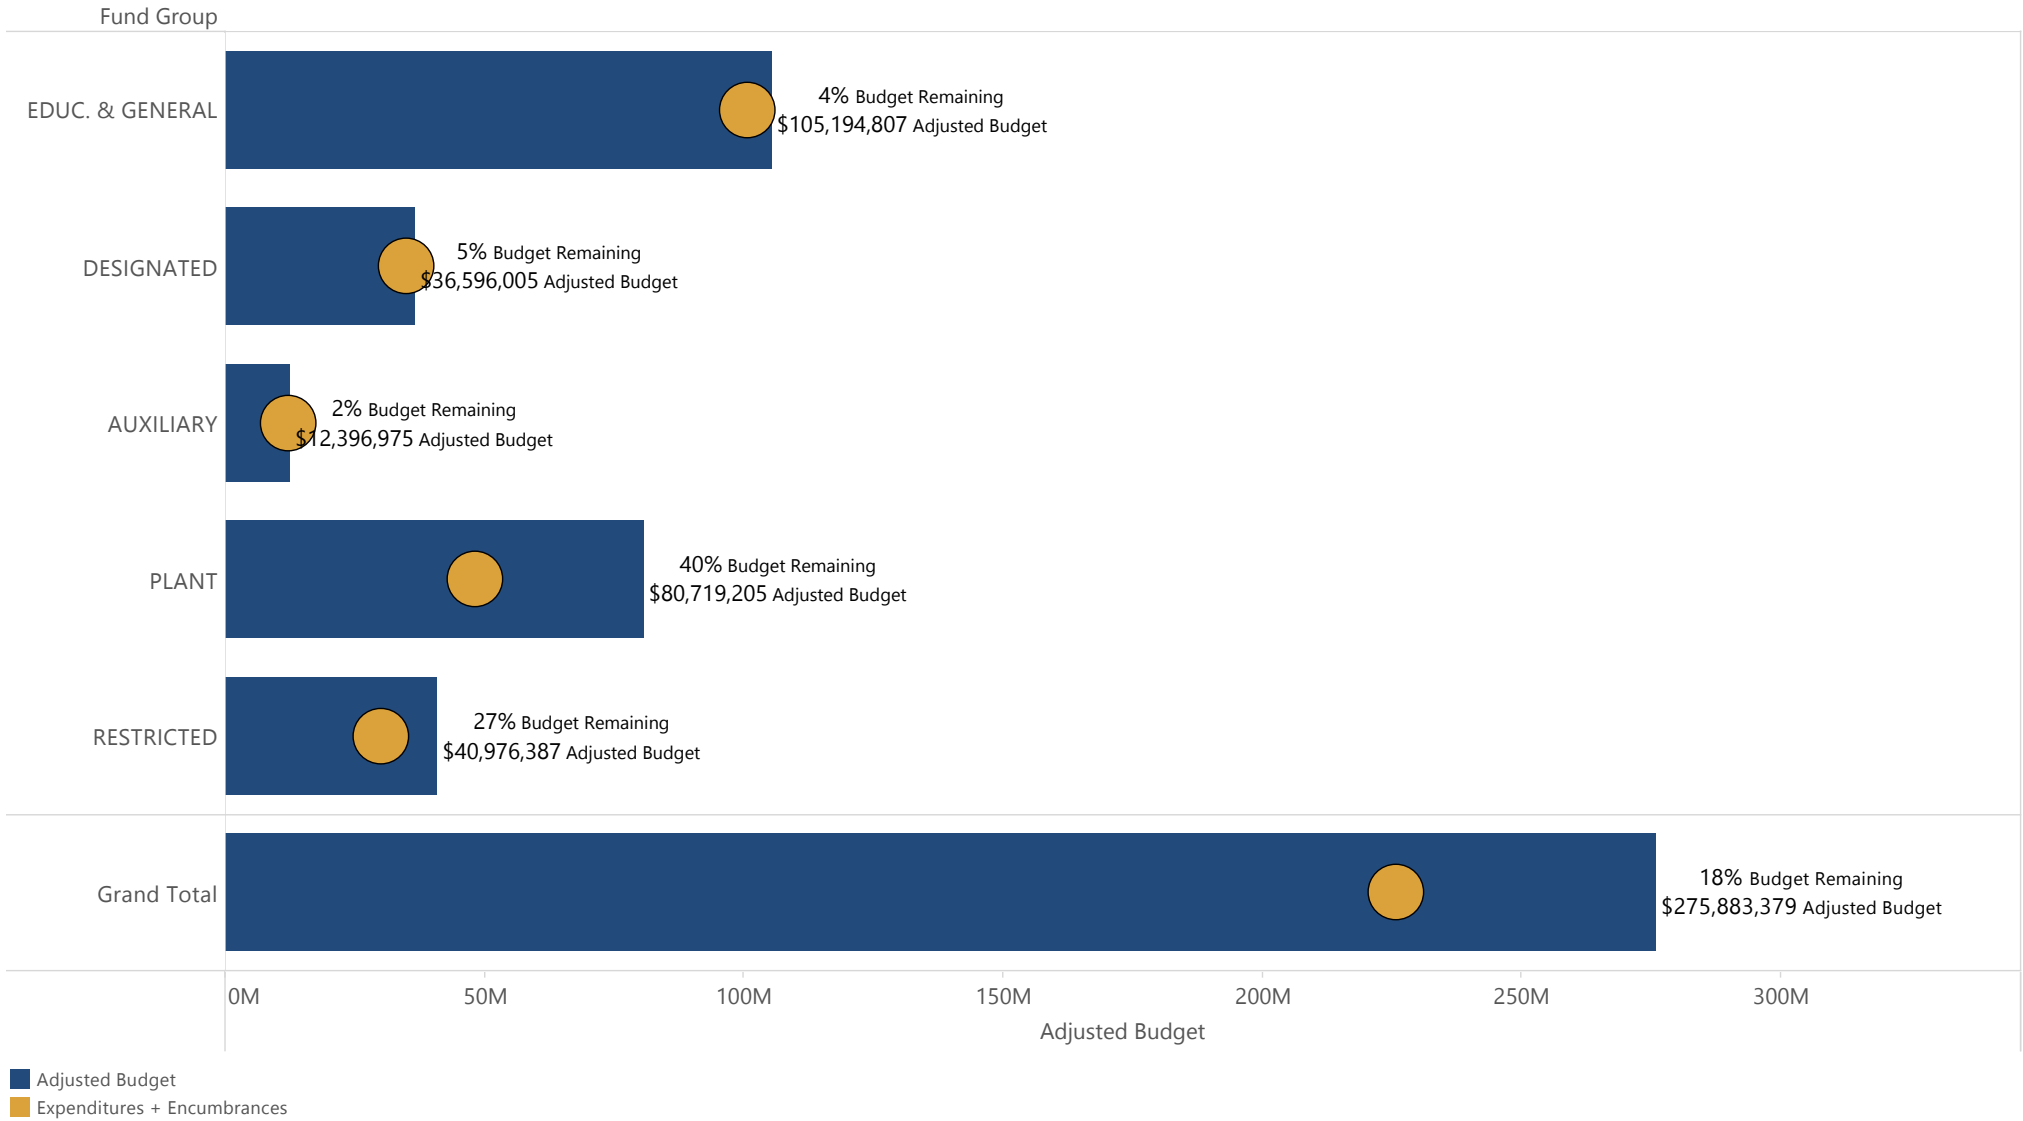 Fund Group
EDUC. & GENERAL
4% Budget Remaining
$105,194,807 Adjusted Budget
DESIGNATED
5% Budget Remaining
$36,596,005 Adjusted Budget
AUXILIARY
2% Budget Remaining
$12,396,975 Adjusted Budget
PLANT
40% Budget Remaining
$80,719,205 Adjusted Budget
RESTRICTED
27% Budget Remaining
$40,976,387 Adjusted Budget
Grand Total
18% Budget Remaining
$275,883,379 Adjusted Budget
0M 50M 100M 150M 200M 250M 300M
Adjusted Budget
Adjusted Budget
Expenditures + Encumbrances